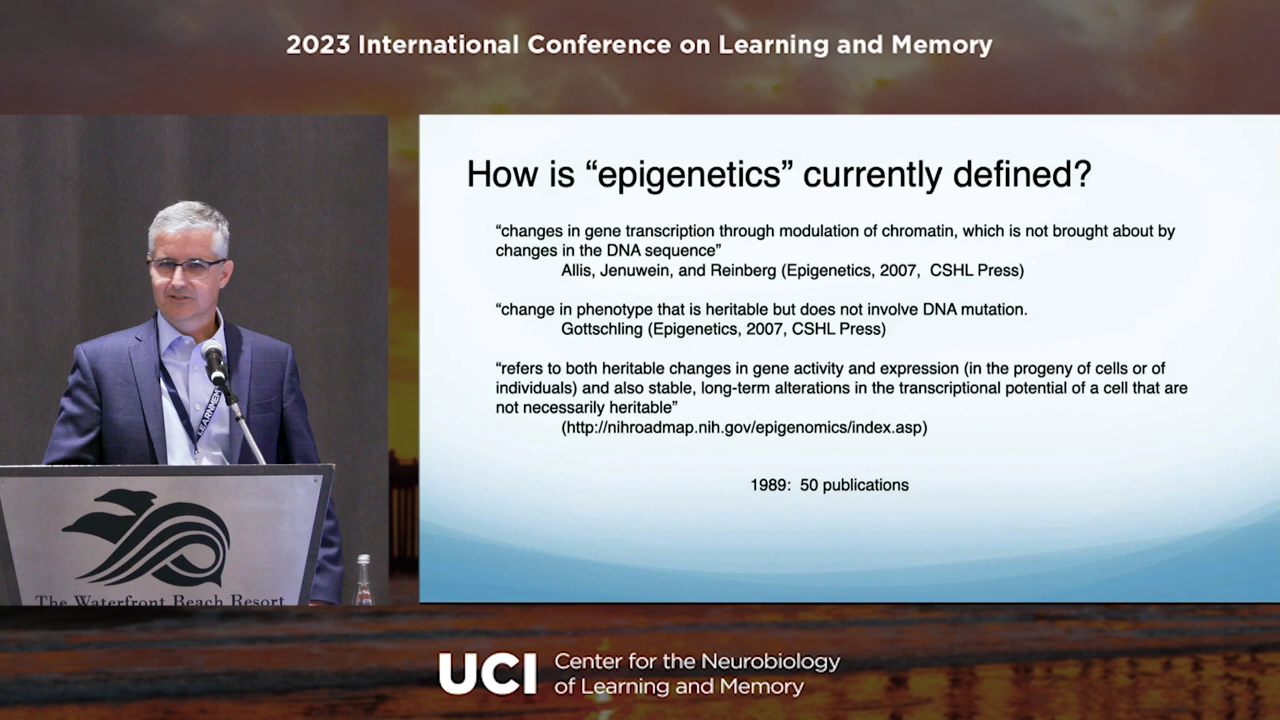 2023 International Conference on Learning and Memory
How is “epigenetics” currently defined?
“changes in gene transcription through modulation of chromatin, which is not brought about by
changes in the DNA sequence”
Allis, Jenuwein, and Reinberg (Epigenetics, 2007, CSHL Press)
“change in phenotype that is heritable but does not involve DNA mutation.
Gottschling (Epigenetics, 2007, CSHL Press)
“refers to both heritable changes in gene activity and expression (in the progeny of cells or of
individuals) and also stable, long-term alterations in the transcriptional potential of a cell that are
not necessarily heritable”
(http://nihroadmap.nih.gov/epigenomics/index.asp)
1989: 50 publications
The Waterfront Beach Resort
UCI Center for the Neurobiology
of Learning and Memory